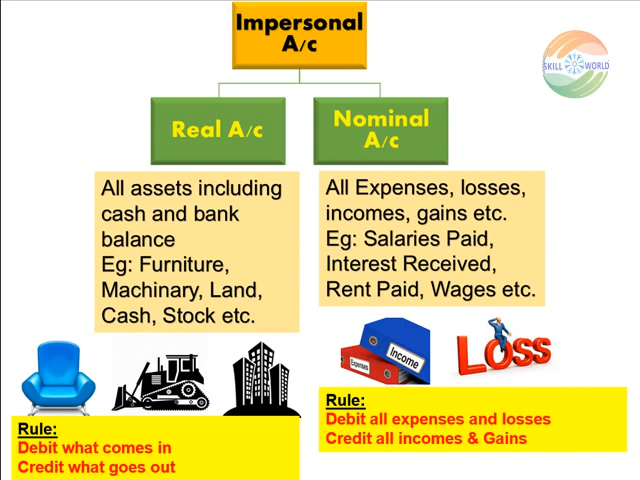 Impersonal
A/c
SKILL WORLD
Real A/c
Nominal
A/c
All assets including
cash and bank
balance
Eg: Furniture,
Machinary, Land,
Cash, Stock etc.
All Expenses, losses,
incomes, gains etc.
Eg: Salaries Paid,
Interest Received,
Rent Paid, Wages etc.
Income
Expenses
LOSS
Rule:
Debit what comes in
Credit what goes out
Rule:
Debit all expenses and losses
Credit all incomes & Gains